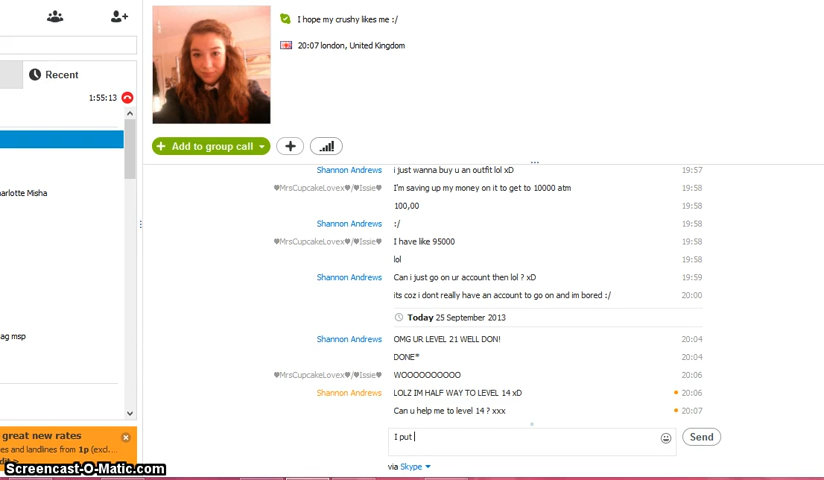 I hope my crushy likes me :/
20:07 london, United Kingdom
Recent
1:55:13
Add to group call
Shannon Andrews i just wanna buy u an outfit lol xD 19:57
♥MrsCupcakeLovex♥/♥Issie♥ I'm saving up my money on it to get to 10000 atm 19:58
100,00 19:58
Shannon Andrews :/ 19:58
♥MrsCupcakeLovex♥/♥Issie♥ I have like 95000 19:58
lol 19:58
arlotte Misha
Shannon Andrews Can i just go on ur account then lol ? xD 19:59
its coz i dont really have an account to go on and im bored :/ 20:00
Today 25 September 2013
ag msp
Shannon Andrews OMG UR LEVEL 21 WELL DON! 20:04
DONE* 20:04
♥MrsCupcakeLovex♥/♥Issie♥ WOOOOOOOOOO 20:06
Shannon Andrews LOLZ IM HALF WAY TO LEVEL 14 xD 20:06
Can u help me to level 14 ? xxx 20:07
great new rates
I put
Send
es and landlines from 1p (excl....
via Skype
Screencast-O-Matic.com